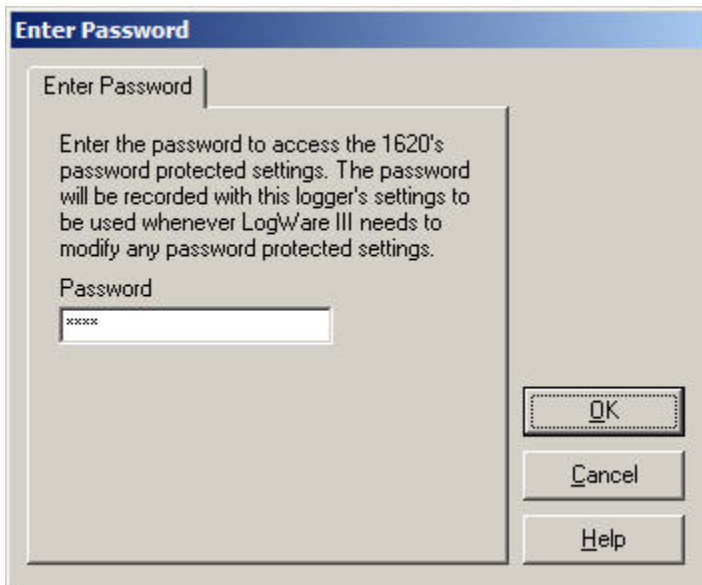 Enter Password
Enter Password
Enter the password to access the 1620's
password protected settings. The password
will be recorded with this logger's settings to
be used whenever LogWare III needs to
modify any password protected settings.
Password
xxxx
OK
Cancel
Help